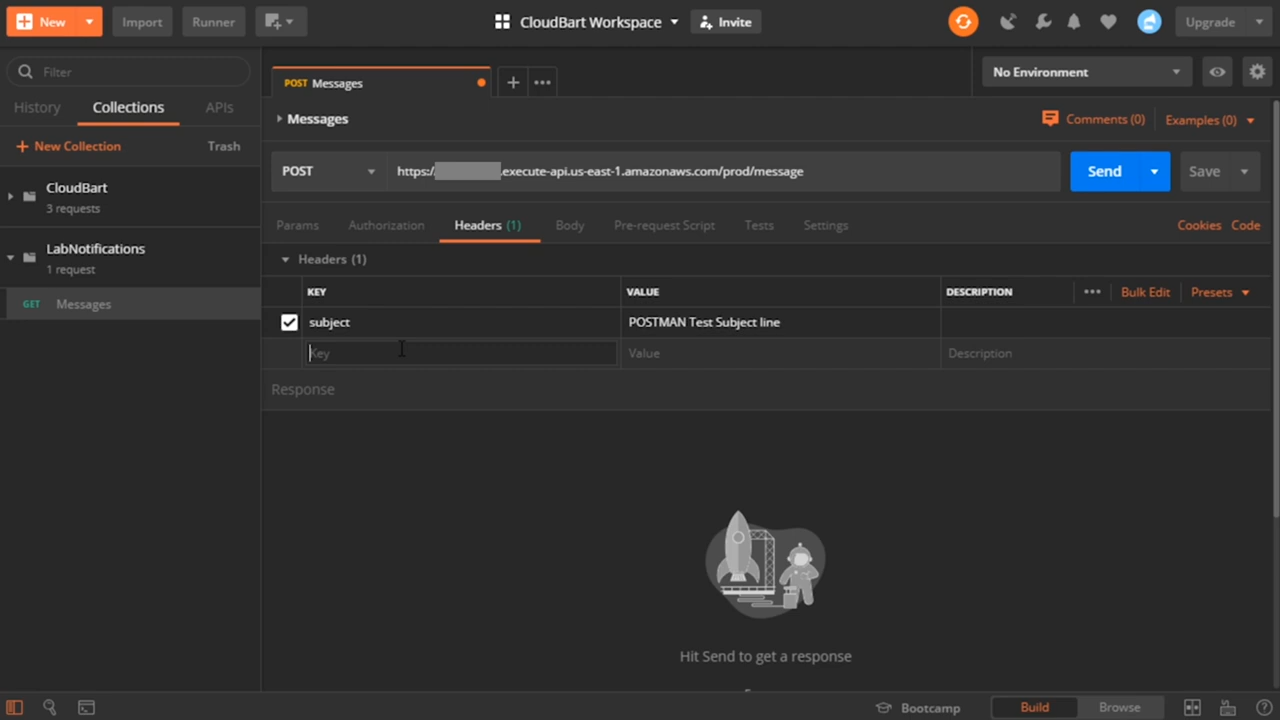 New
Import
Runner
CloudBart Workspace
Invite
Upgrade
Filter
History
Collections
APIs
New Collection
Trash
CloudBart
3 requests
LabNotifications
1 request
GET Messages
POST Messages
No Environment
Messages
Comments (0)
Examples (0)
POST
https:/ .execute-api.us-east-1.amazonaws.com/prod/message
Send
Save
Params
Authorization
Headers (1)
Body
Pre-request Script
Tests
Settings
Cookies
Code
Headers (1)
KEY
VALUE
DESCRIPTION
Bulk Edit
Presets
subject
POSTMAN Test Subject line
Key
Value
Description
Response
Hit Send to get a response
Bootcamp
Build
Browse